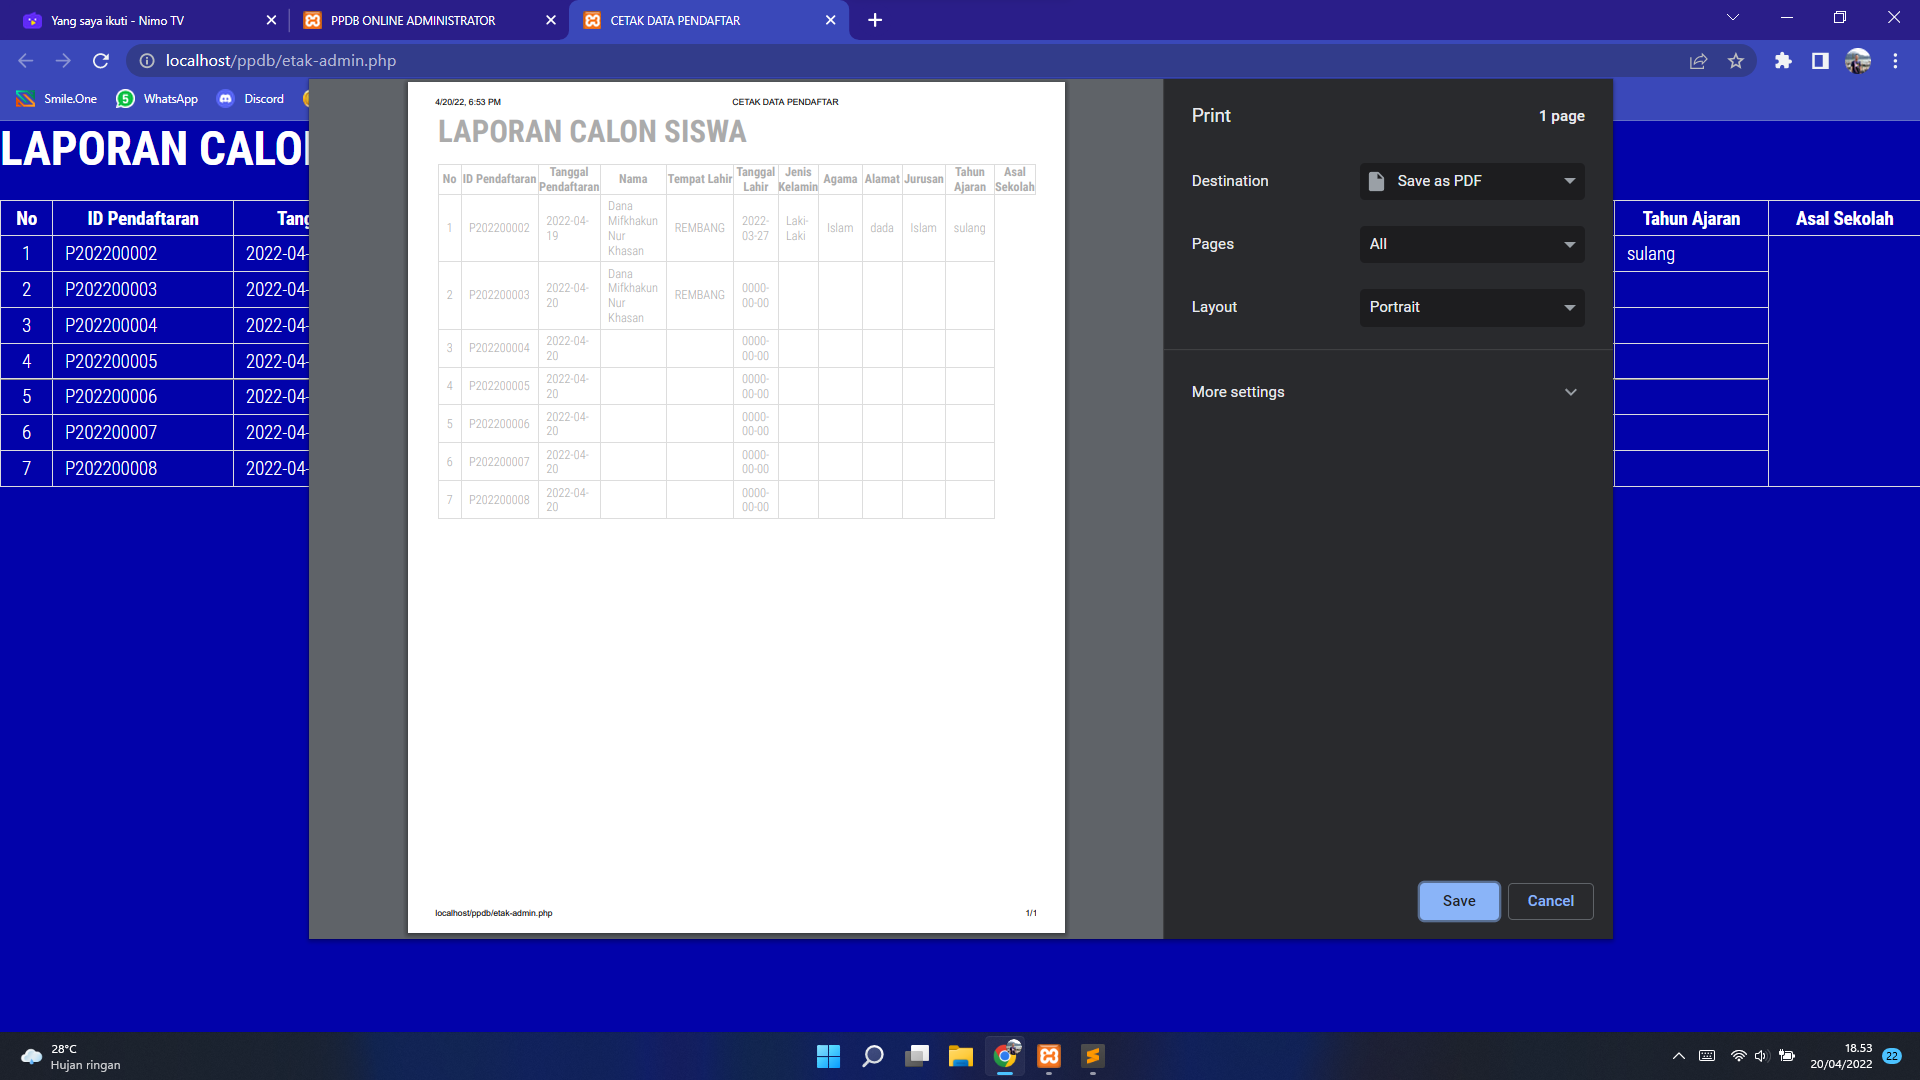 Yang saya ikuti - Nimo TV
PPDB ONLINE ADMINISTRATOR
CETAK DATA PENDAFTAR
localhost/ppdb/etak-admin.php
Smile.One
WhatsApp
Discord
LAPORAN CALO
No ID Pendaftaran Tang
1 P202200002 2022-04-
2 P202200003 2022-04-
3 P202200004 2022-04-
4 P202200005 2022-04-
5 P202200006 2022-04-
6 P202200007 2022-04-
7 P202200008 2022-04-
4/20/22, 6:53 PM CETAK DATA PENDAFTAR
LAPORAN CALON SISWA
No ID Pendaftaran Tanggal Pendaftaran Nama Tempat Lahir Tanggal Lahir Jenis Kelamin Agama Alamat Jurusan Tahun Ajaran Asal Sekolah
1 P202200002 2022-04-19 Dana Mifkhakun Nur Khasan REMBANG 2022-03-27 Laki-Laki Islam dada Islam sulang
2 P202200003 2022-04-20 Dana Mifkhakun Nur Khasan REMBANG 0000-00-00
3 P202200004 2022-04-20 0000-00-00
4 P202200005 2022-04-20 0000-00-00
5 P202200006 2022-04-20 0000-00-00
6 P202200007 2022-04-20 0000-00-00
7 P202200008 2022-04-20 0000-00-00
localhost/ppdb/etak-admin.php 1/1
Print 1 page
Destination Save as PDF
Pages All
Layout Portrait
More settings
Save Cancel
Tahun Ajaran Asal Sekolah
sulang
28°C
Hujan ringan
18.53
20/04/2022
22